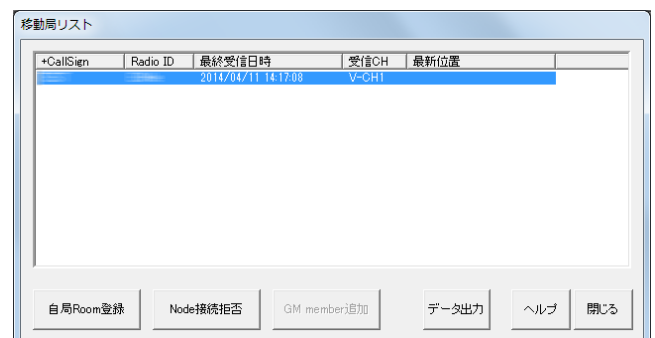 移動局リスト
+CallSign Radio ID 最終受信日時 受信CH 最新位置
2014/04/11 14:17:08 V-CH1
自局Room登録 Node接続拒否 GM member追加 データ出力 ヘルプ 閉じる